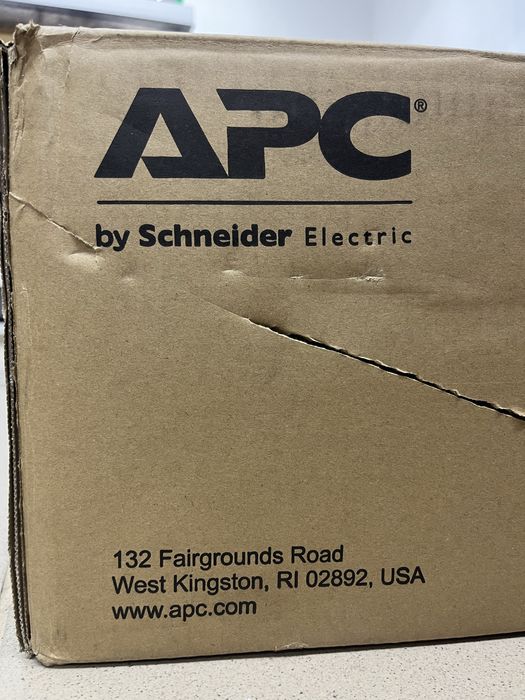 APC®
by Schneider Electric
132 Fairgrounds Road
West Kingston, RI 02892, USA
www.apc.com